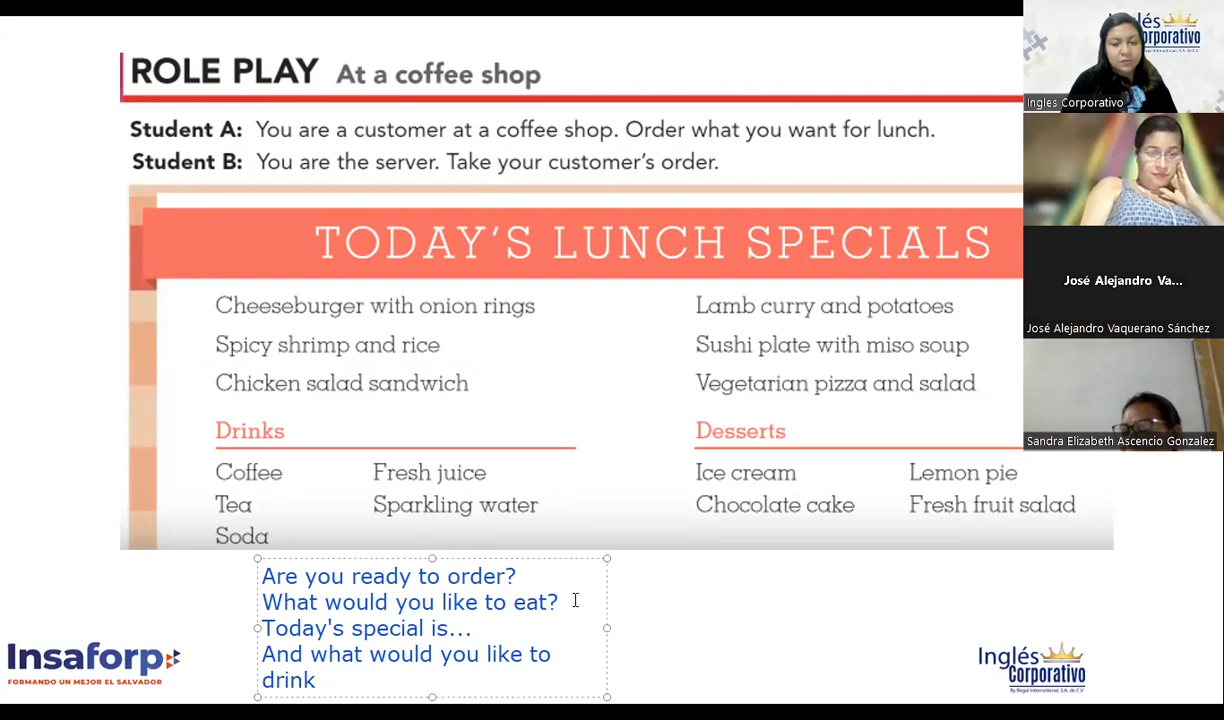 ROLE PLAY At a coffee shop
Student A: You are a customer at a coffee shop. Order what you want for lunch.
Student B: You are the server. Take your customer's order.
TODAY'S LUNCH SPECIALS
Cheeseburger with onion rings
Spicy shrimp and rice
Chicken salad sandwich
Lamb curry and potatoes
Sushi plate with miso soup
Vegetarian pizza and salad
Drinks
Coffee
Tea
Soda
Fresh juice
Sparkling water
Desserts
Ice cream
Chocolate cake
Lemon pie
Fresh fruit salad
Are you ready to order?
What would you like to eat?
Today's special is...
And what would you like to
drink
Insaforp
FORMANDO UN MEJOR EL SALVADOR
Inglés
Corporativo
By Regal International, S.A. de C.V.
Inglés Corporativo
José Alejandro Va...
José Alejandro Vaquerano Sánchez
Sandra Elizabeth Ascencio Gonzalez